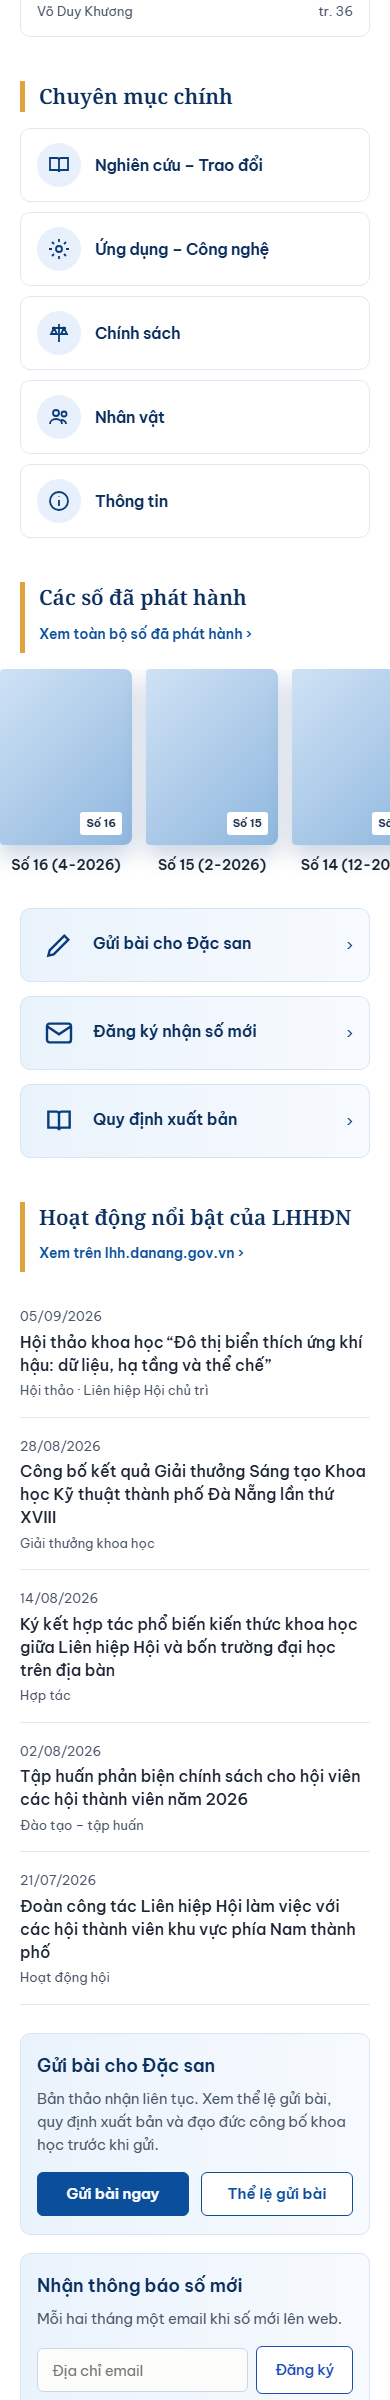 Võ Duy Khương tr. 36
Chuyên mục chính
Nghiên cứu – Trao đổi
Ứng dụng – Công nghệ
Chính sách
Nhân vật
Thông tin
Các số đã phát hành
Xem toàn bộ số đã phát hành ›
Số 16
Số 15
Số 16 (4-2026)
Số 15 (2-2026)
Số 14 (12-20
Gửi bài cho Đặc san ›
Đăng ký nhận số mới ›
Quy định xuất bản ›
Hoạt động nổi bật của LHHĐN
Xem trên lhh.danang.gov.vn ›
05/09/2026
Hội thảo khoa học “Đô thị biển thích ứng khí
hậu: dữ liệu, hạ tầng và thể chế”
Hội thảo · Liên hiệp Hội chủ trì
28/08/2026
Công bố kết quả Giải thưởng Sáng tạo Khoa
học Kỹ thuật thành phố Đà Nẵng lần thứ
XVIII
Giải thưởng khoa học
14/08/2026
Ký kết hợp tác phổ biến kiến thức khoa học
giữa Liên hiệp Hội và bốn trường đại học
trên địa bàn
Hợp tác
02/08/2026
Tập huấn phản biện chính sách cho hội viên
các hội thành viên năm 2026
Đào tạo – tập huấn
21/07/2026
Đoàn công tác Liên hiệp Hội làm việc với
các hội thành viên khu vực phía Nam thành
phố
Hoạt động hội
Gửi bài cho Đặc san
Bản thảo nhận liên tục. Xem thể lệ gửi bài,
quy định xuất bản và đạo đức công bố khoa
học trước khi gửi.
Gửi bài ngay
Thể lệ gửi bài
Nhận thông báo số mới
Mỗi hai tháng một email khi số mới lên web.
Địa chỉ email
Đăng ký